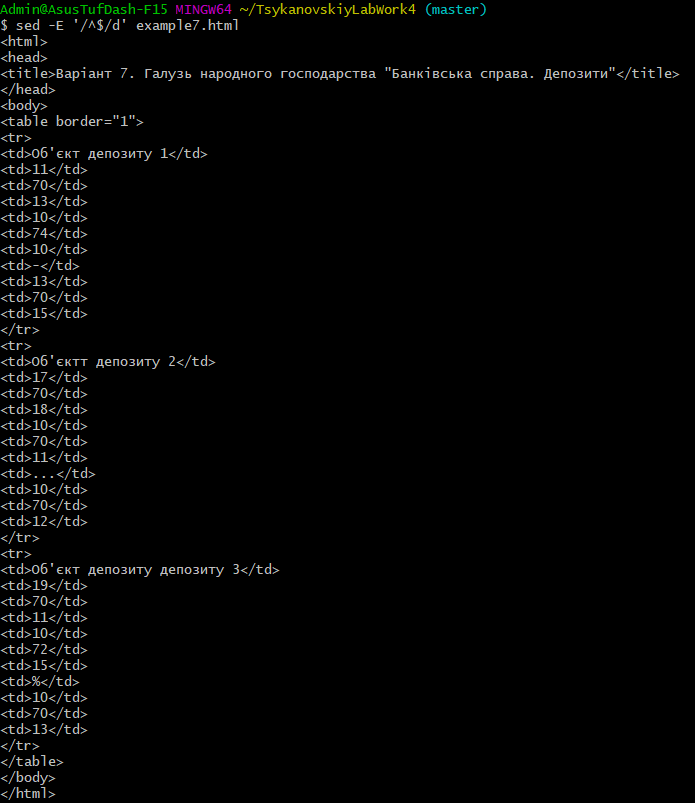 Admin@AsusTufDash-F15 MINGW64 ~/TsykanovskiyLabWork4 (master)
$ sed -E '/^$/d' example7.html
<html>
<head>
<title>Варіант 7. Галузь народного господарства "Банківська справа. Депозити"</title>
</head>
<body>
<table border="1">
<tr>
<td>Об'єкт депозиту 1</td>
<td>11</td>
<td>70</td>
<td>13</td>
<td>10</td>
<td>74</td>
<td>10</td>
<td>-</td>
<td>13</td>
<td>70</td>
<td>15</td>
</tr>
<tr>
<td>Об'єктт депозиту 2</td>
<td>17</td>
<td>70</td>
<td>18</td>
<td>10</td>
<td>70</td>
<td>11</td>
<td>...</td>
<td>10</td>
<td>70</td>
<td>12</td>
</tr>
<tr>
<td>Об'єкт депозиту депозиту 3</td>
<td>19</td>
<td>70</td>
<td>11</td>
<td>10</td>
<td>72</td>
<td>15</td>
<td>%</td>
<td>10</td>
<td>70</td>
<td>13</td>
</tr>
</table>
</body>
</html>